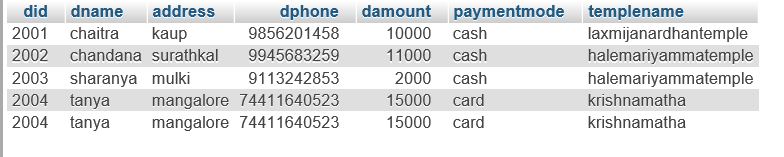 did dname address dphone damount paymentmode templename
2001 chaitra kaup 9856201458 10000 cash laxmijanardhantemple
2002 chandana surathkal 9945683259 11000 cash halemariyammatemple
2003 sharanya mulki 9113242853 2000 cash halemariyammatemple
2004 tanya mangalore 74411640523 15000 card krishnamatha
2004 tanya mangalore 74411640523 15000 card krishnamatha